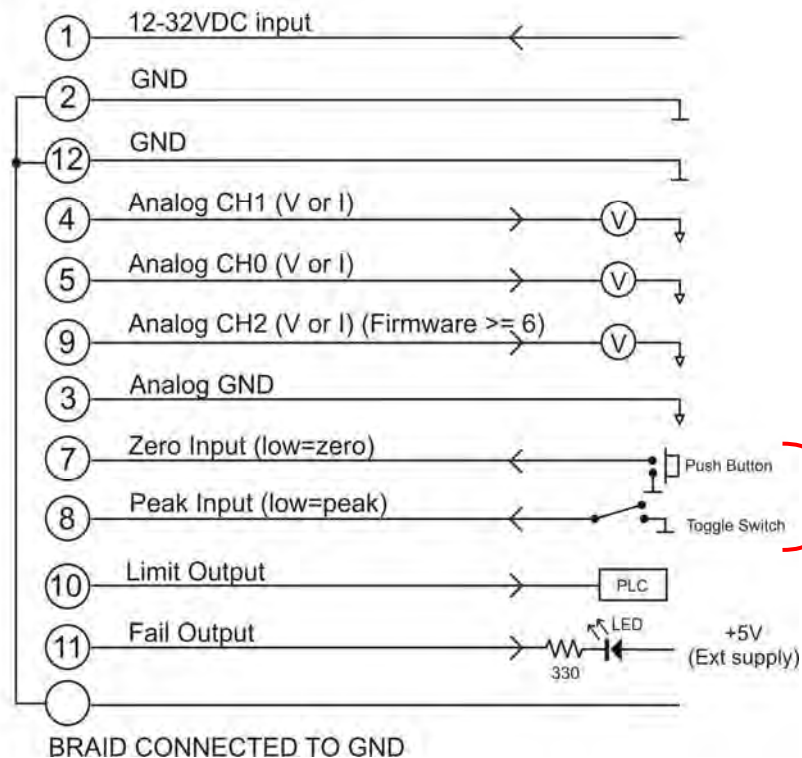 1 12-32VDC input
2 GND
12 GND
4 Analog CH1 (V or I) V
5 Analog CH0 (V or I) V
9 Analog CH2 (V or I) (Firmware >= 6) V
3 Analog GND
7 Zero Input (low=zero) Push Button
8 Peak Input (low=peak) Toggle Switch
10 Limit Output PLC
11 Fail Output LED +5V
330 (Ext supply)
BRAID CONNECTED TO GND